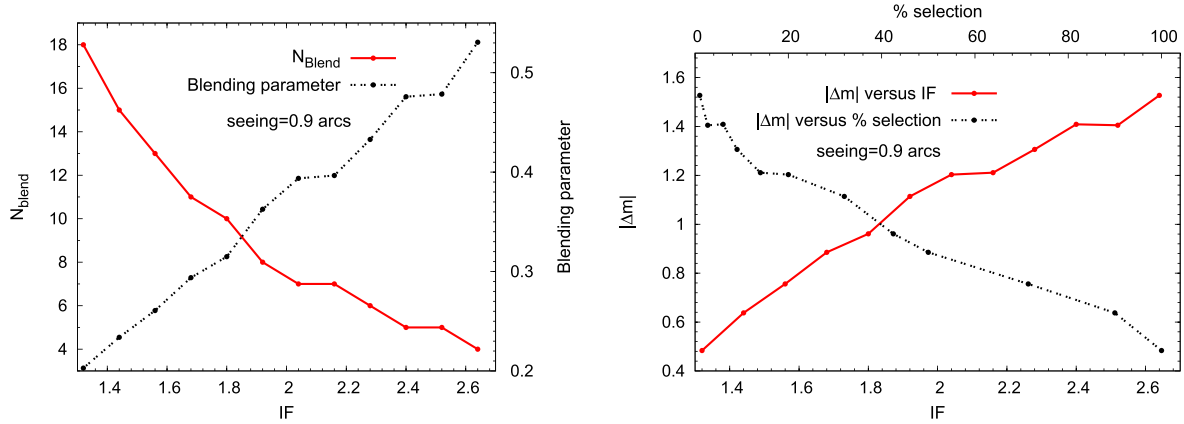 N_Blend
Blending parameter
seeing=0.9 arcs
18
16
14
12
10
8
6
4
N_blend
0.5
0.4
0.3
0.2
Blending parameter
1.4 1.6 1.8 2 2.2 2.4 2.6
IF
% selection
0 20 40 60 80 100
|Δm| versus IF
|Δm| versus % selection
seeing=0.9 arcs
1.6
1.4
1.2
1
0.8
0.6
0.4
|Δm|
1.4 1.6 1.8 2 2.2 2.4 2.6
IF